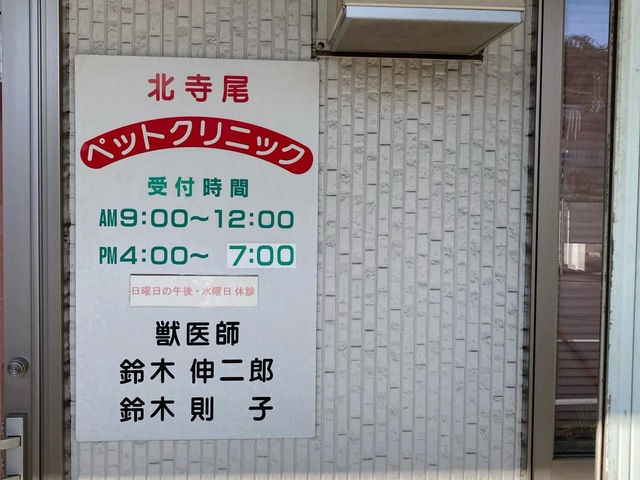 北寺尾
ペットクリニック
受付時間
AM9:00〜12:00
PM4:00〜 7:00
日曜日の午後・水曜日 休診
獣医師
鈴木 伸二郎
鈴木 則 子